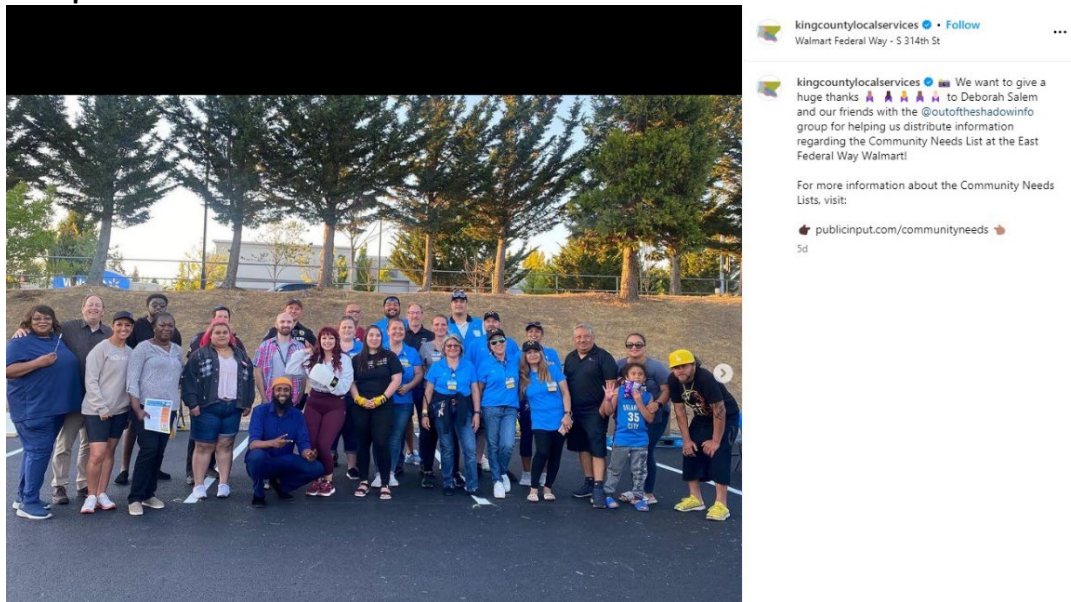 kingcountylocalservices • Follow
Walmart Federal Way - S 314th St
kingcountylocalservices 📸 We want to give a
huge thanks 🙏🏽 🙏🏿 🙏 🙏🏾 🙏🏻 to Deborah Salem
and our friends with the @outoftheshadowinfo
group for helping us distribute information
regarding the Community Needs List at the East
Federal Way Walmart!
For more information about the Community Needs
Lists, visit:
publicinput.com/communityneeds
5d
35
CITY